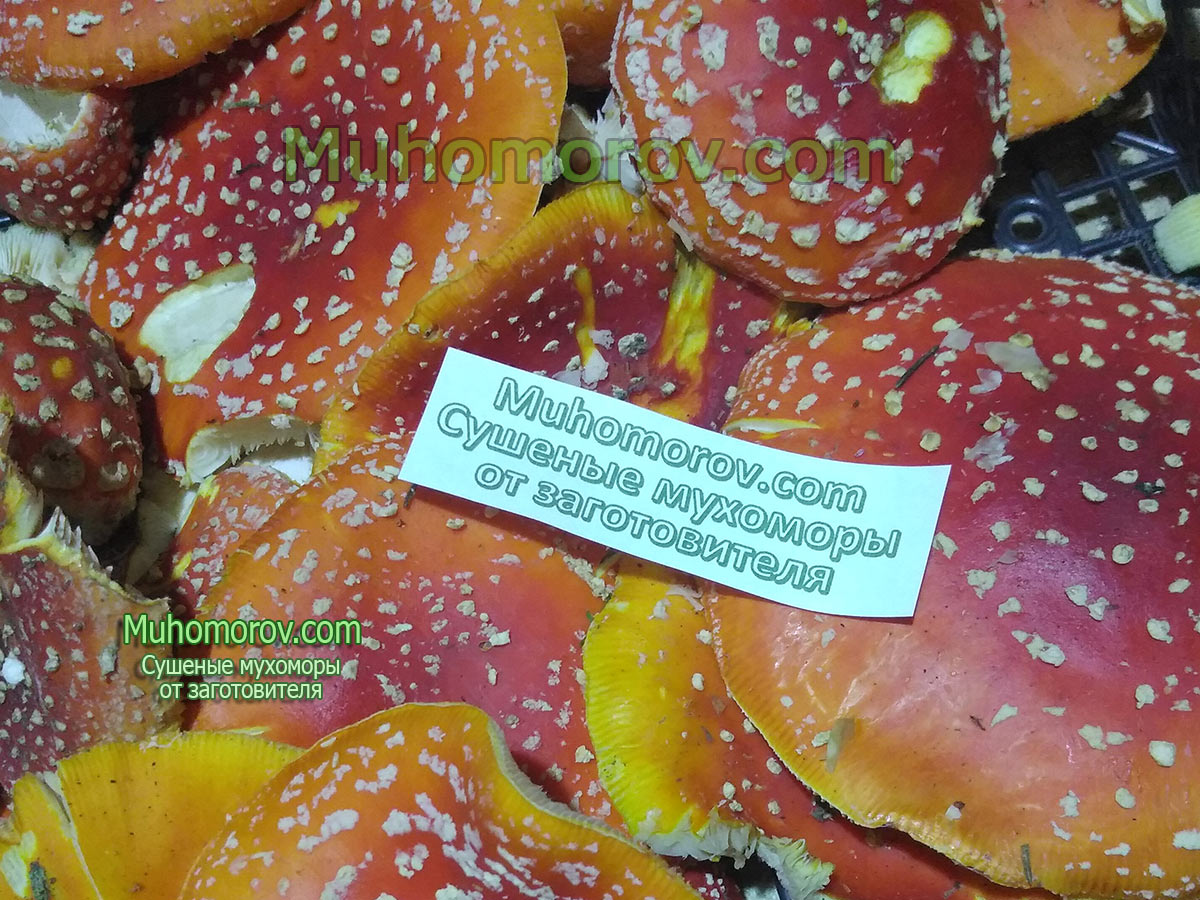 Muhomorov.com
Muhomorov.com
Сушеные мухоморы
от заготовителя
Muhomorov.com
Сушеные мухоморы
от заготовителя